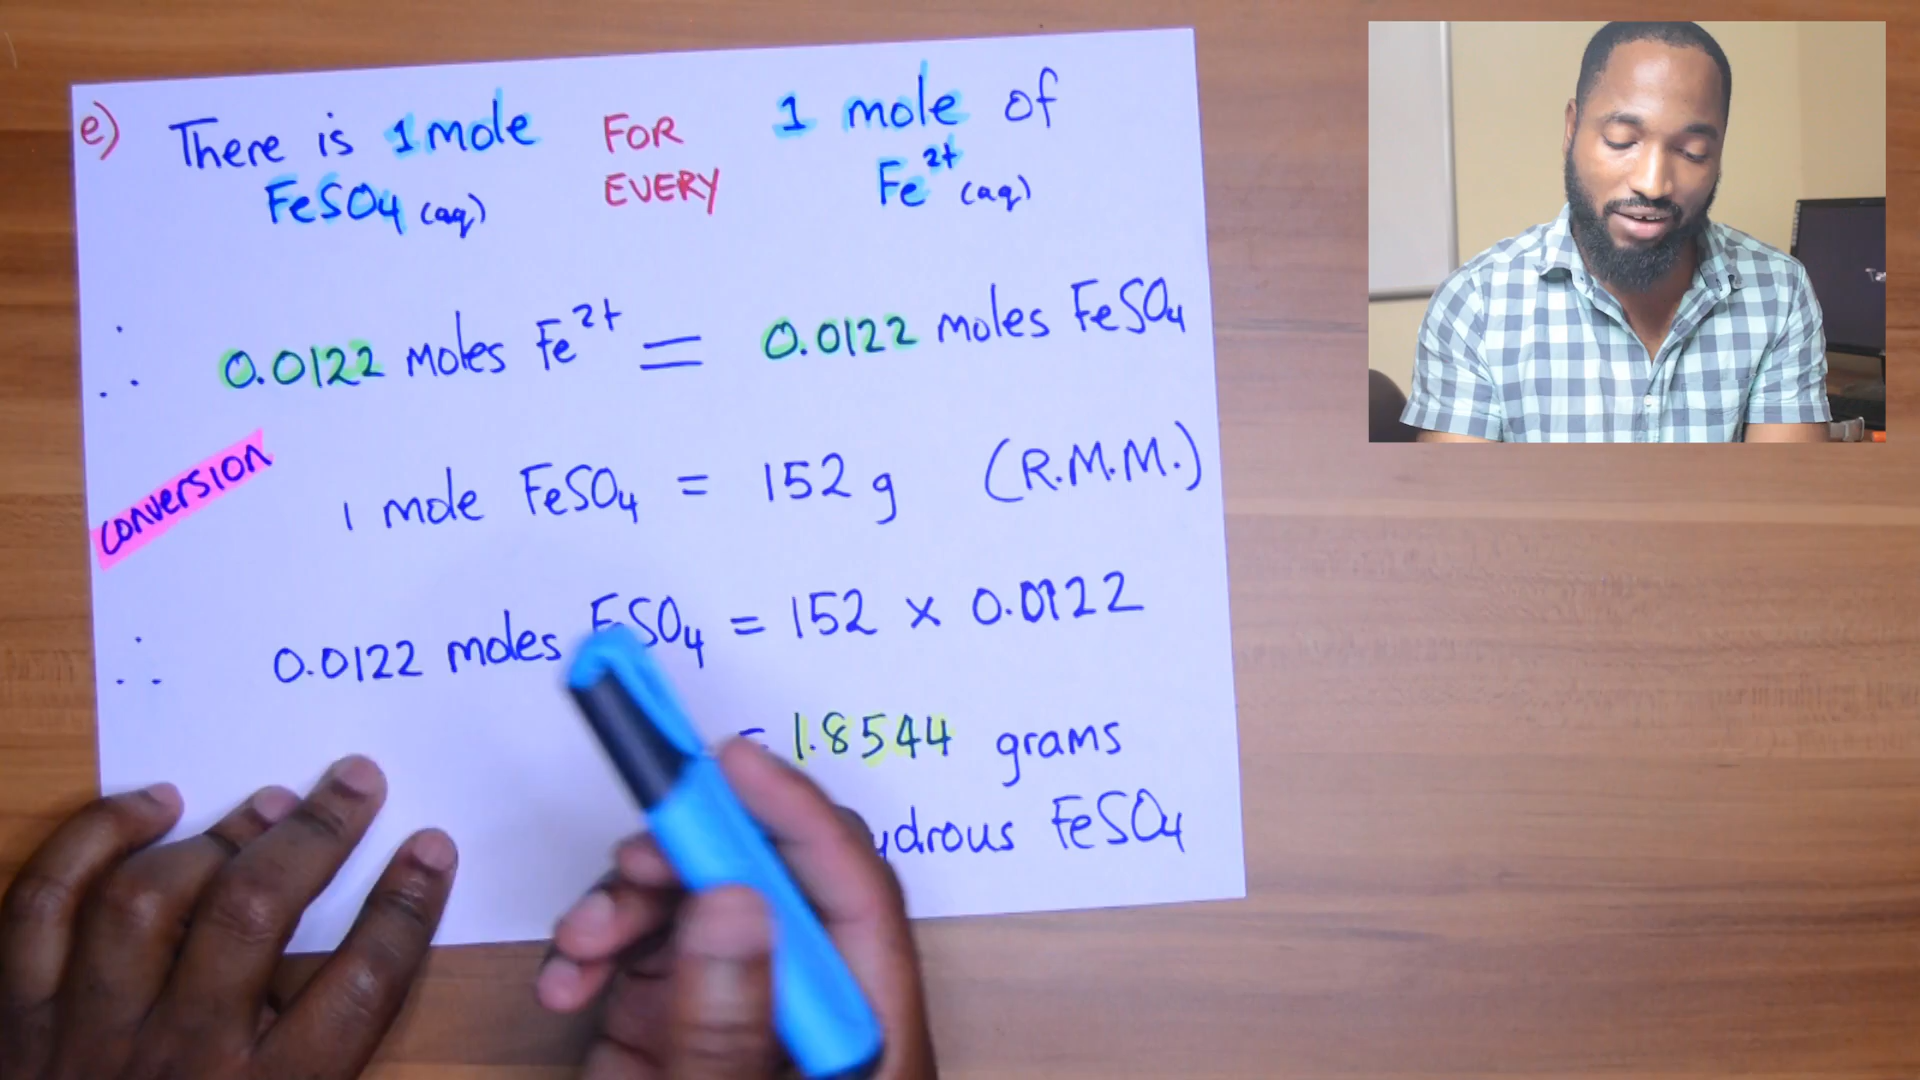 e) There is 1 mole FOR 1 mole of
FeSO4 (aq) EVERY Fe2+ (aq)
∴ 0.0122 moles Fe2+ = 0.0122 moles FeSO4
conversion
1 mole FeSO4 = 152 g (R.M.M.)
∴ 0.0122 moles FeSO4 = 152 x 0.0122
= 1.8544 grams
FeSO4